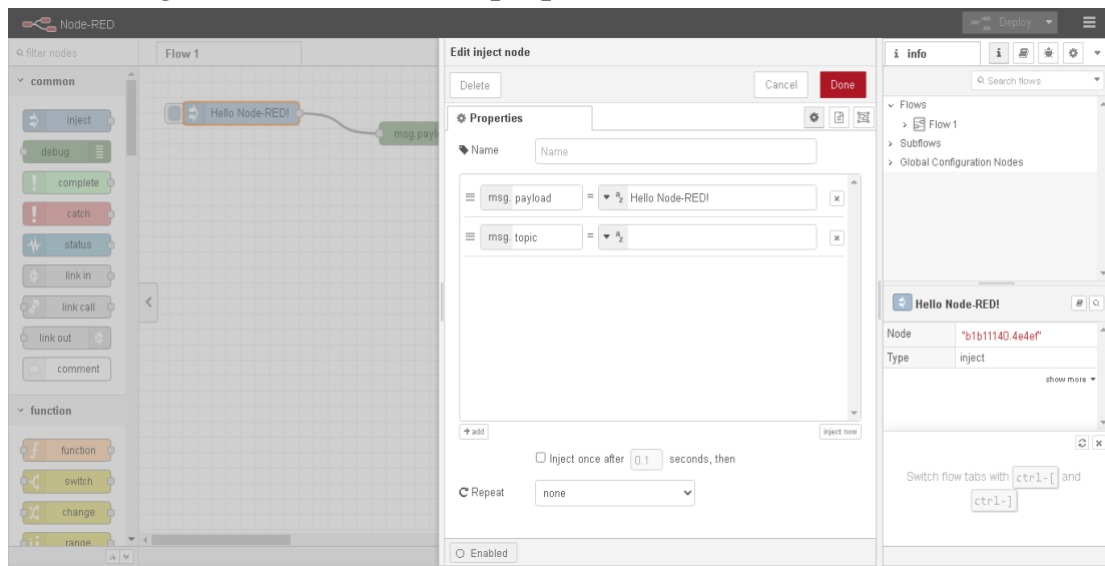 Node-RED
Deploy
filter nodes
Flow 1
Edit inject node
i info
i
common
Delete
Cancel
Done
Search flows
inject
Hello Node-RED!
Properties
Flows
Flow 1
debug
msg.payl
Name
Name
Subflows
Global Configuration Nodes
complete
msg. payload
=
Hello Node-RED!
catch
status
msg. topic
=
link in
link call
Hello Node-RED!
link out
Node
"b1b11140.4e4ef"
comment
Type
inject
show more
function
+ add
inject now
function
Inject once after
0.1
seconds, then
switch
Repeat
none
Switch flow tabs with ctrl-[ and
ctrl-]
change
range
Enabled